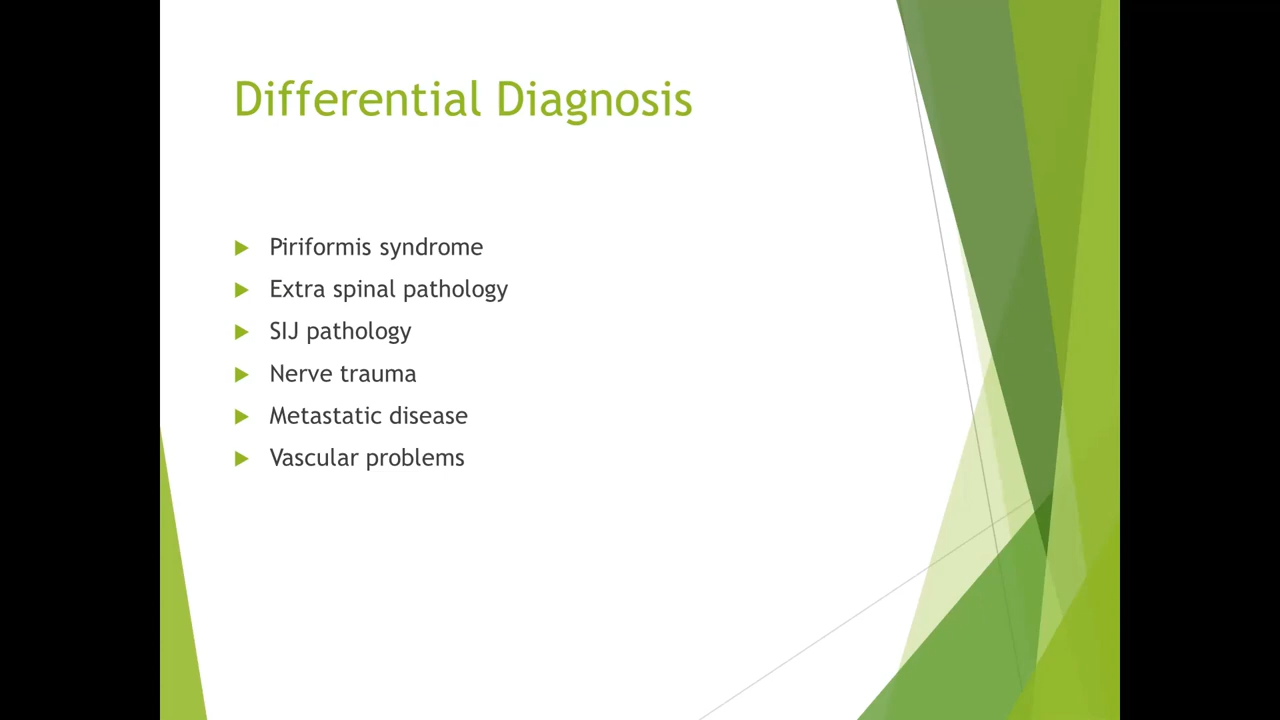 Differential Diagnosis
Piriformis syndrome
Extra spinal pathology
SIJ pathology
Nerve trauma
Metastatic disease
Vascular problems